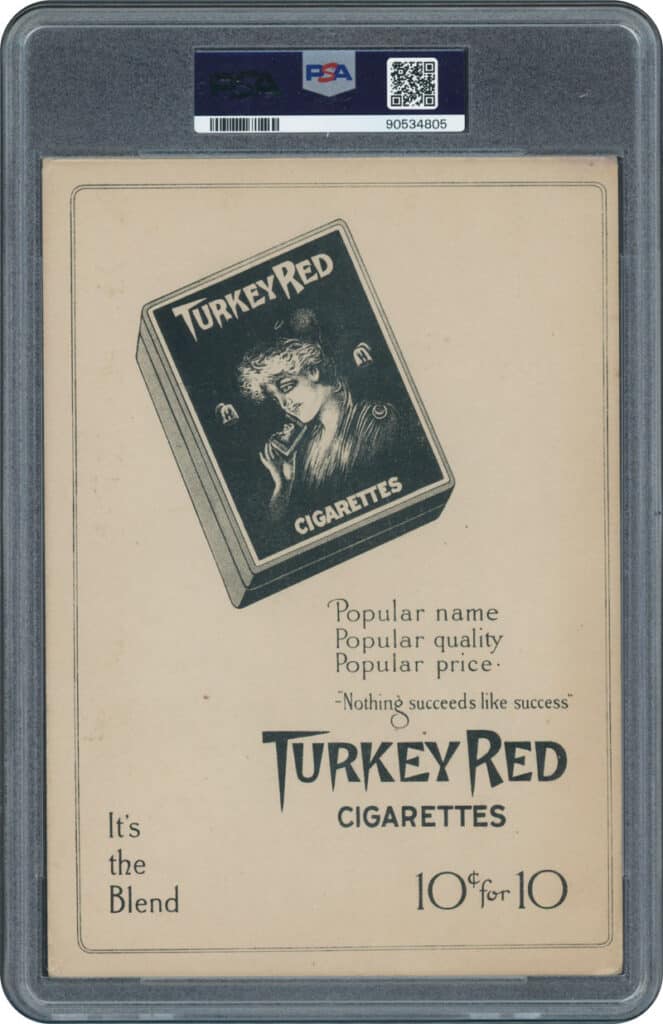 PSA
PSA
90534805
TURKEY RED
CIGARETTES
Popular name
Popular quality
Popular price.
"Nothing succeeds like success"
TURKEY RED
CIGARETTES
It's
the
Blend
10¢ for 10